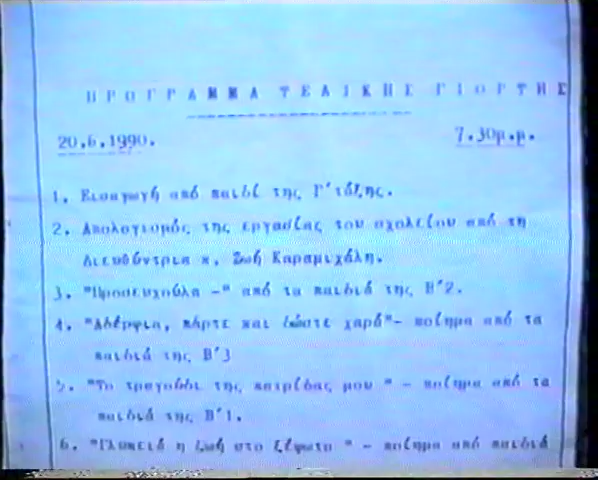 ΠΡΟΓΡΑΜΜΑ ΤΕΛΙΚΗΣ ΓΙΟΡΤΗΣ
20.6.1990. 7.30μ.μ.
1. Εισαγωγή από παιδί της Γ'τάξης.
2. Απολογισμός της εργασίας του σχολείου από τη
Διευθύντρια κ. Ζωή Καραμιχάλη.
3. "Προσευχούλα -" από τα παιδιά της Β'2.
4. "Αδέρφια, πάρτε και δώστε χαρά"- ποίημα από τα
παιδιά της Β'3
5. "Το τραγούδι της πατρίδας μου " - ποίημα από τα
παιδιά της Β'1.
6. "Γλυκειά η ζωή στο ξέφωτο " - ποίημα από παιδιά